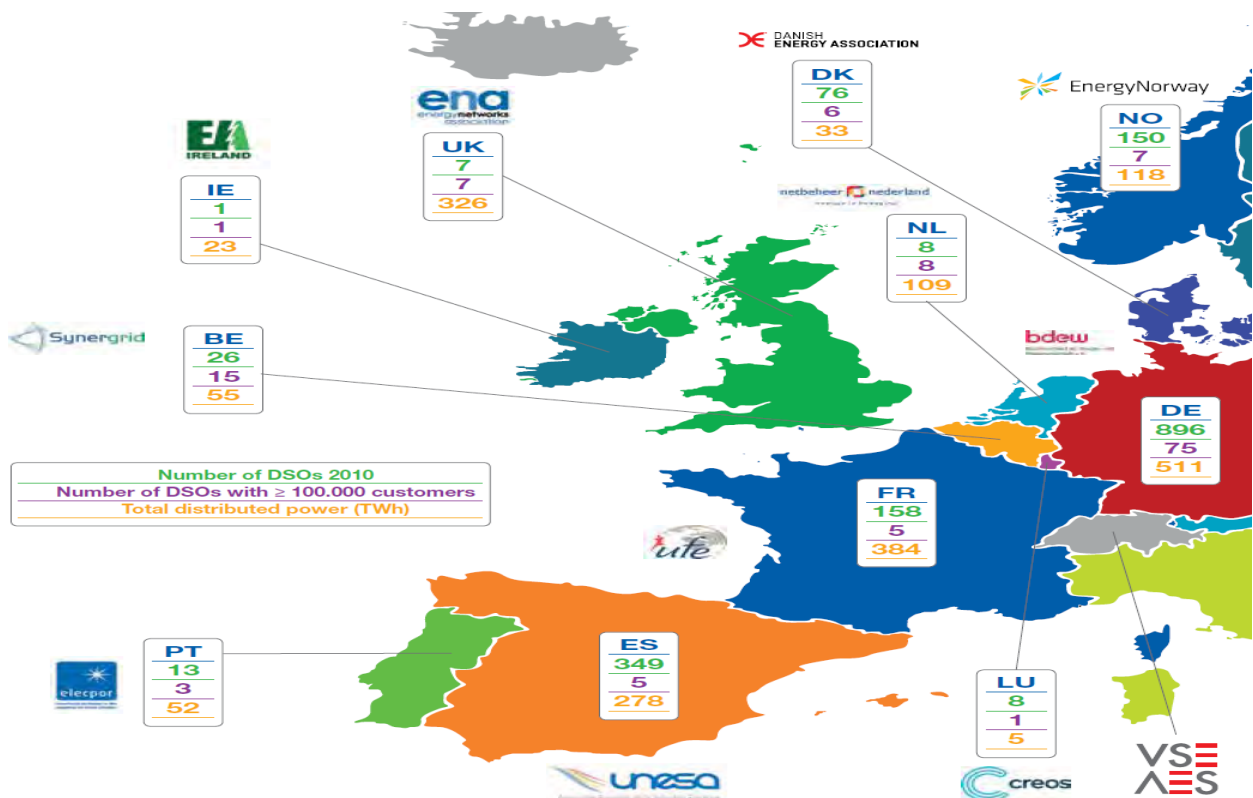 DANISH
ENERGY ASSOCIATION
DK
76
6
33
EnergyNorway
NO
150
7
118
ena
energynetworks
association
UK
7
7
326
EA
IRELAND
IE
1
1
23
netbeheer nederland
NL
8
8
109
Synergrid
BE
26
15
55
bdew
DE
896
75
511
Number of DSOs 2010
Number of DSOs with ≥ 100.000 customers
Total distributed power (TWh)
FR
158
5
384
ufe
PT
13
3
52
elecpor
ES
349
5
278
LU
8
1
5
unesa
creos
VSE
AES